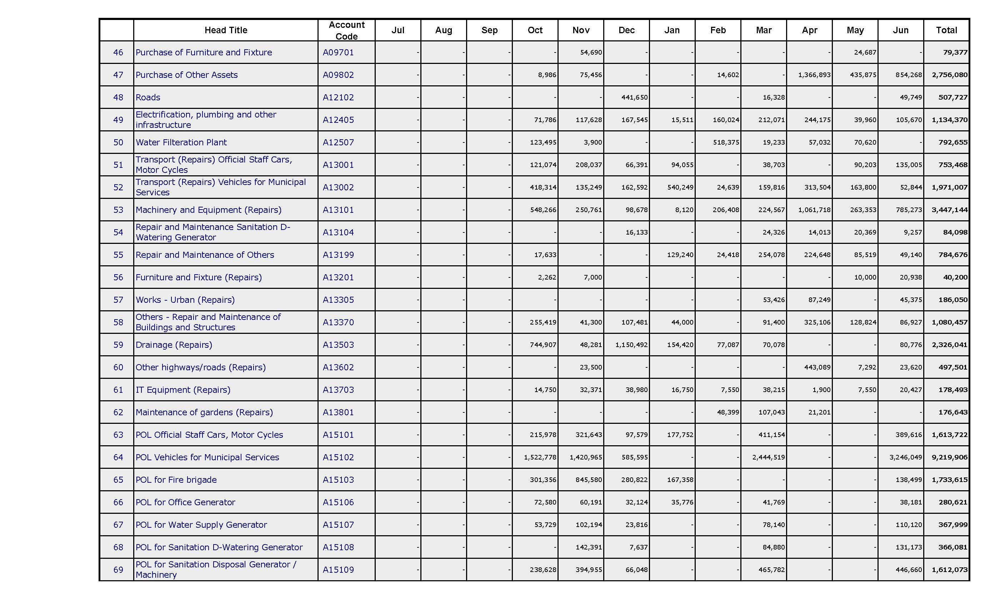 Head Title Account Code Jul Aug Sep Oct Nov Dec Jan Feb Mar Apr May Jun Total
46 Purchase of Furniture and Fixture A09701 - - - - 54,690 - - - - - 24,687 - 79,377
47 Purchase of Other Assets A09802 - - - 8,986 75,456 - - 14,602 - 1,366,893 435,875 854,268 2,756,080
48 Roads A12102 - - - - - 441,650 - - 16,328 - - 49,749 507,727
49 Electrification, plumbing and other infrastructure A12405 - - - 71,786 117,628 167,545 15,511 160,024 212,071 244,175 39,960 105,670 1,134,370
50 Water Filteration Plant A12507 - - - 123,495 3,900 - - 518,375 19,233 57,032 70,620 - 792,655
51 Transport (Repairs) Official Staff Cars, Motor Cycles A13001 - - - 121,074 208,037 66,391 94,055 - 38,703 - 90,203 135,005 753,468
52 Transport (Repairs) Vehicles for Municipal Services A13002 - - - 418,314 135,249 162,592 540,249 24,639 159,816 313,504 163,800 52,844 1,971,007
53 Machinery and Equipment (Repairs) A13101 - - - 548,266 250,761 98,678 8,120 206,408 224,567 1,061,718 263,353 785,273 3,447,144
54 Repair and Maintenance Sanitation D-Watering Generator A13104 - - - - - 16,133 - - 24,326 14,013 20,369 9,257 84,098
55 Repair and Maintenance of Others A13199 - - - 17,633 - - 129,240 24,418 254,078 224,648 85,519 49,140 784,676
56 Furniture and Fixture (Repairs) A13201 - - - 2,262 7,000 - - - - - 10,000 20,938 40,200
57 Works - Urban (Repairs) A13305 - - - - - - - - 53,426 87,249 - 45,375 186,050
58 Others - Repair and Maintenance of Buildings and Structures A13370 - - - 255,419 41,300 107,481 44,000 - 91,400 325,106 128,824 86,927 1,080,457
59 Drainage (Repairs) A13503 - - - 744,907 48,281 1,150,492 154,420 77,087 70,078 - - 80,776 2,326,041
60 Other highways/roads (Repairs) A13602 - - - - 23,500 - - - - 443,089 7,292 23,620 497,501
61 IT Equipment (Repairs) A13703 - - - 14,750 32,371 38,980 16,750 7,550 38,215 1,900 7,550 20,427 178,493
62 Maintenance of gardens (Repairs) A13801 - - - - - - - 48,399 107,043 21,201 - - 176,643
63 POL Official Staff Cars, Motor Cycles A15101 - - - 215,978 321,643 97,579 177,752 - 411,154 - - 389,616 1,613,722
64 POL Vehicles for Municipal Services A15102 - - - 1,522,778 1,420,965 585,595 - - 2,444,519 - - 3,246,049 9,219,906
65 POL for Fire brigade A15103 - - - 301,356 845,580 280,822 167,358 - - - - 138,499 1,733,615
66 POL for Office Generator A15106 - - - 72,580 60,191 32,124 35,776 - 41,769 - - 38,181 280,621
67 POL for Water Supply Generator A15107 - - - 53,729 102,194 23,816 - - 78,140 - - 110,120 367,999
68 POL for Sanitation D-Watering Generator A15108 - - - - 142,391 7,637 - - 84,880 - - 131,173 366,081
69 POL for Sanitation Disposal Generator / Machinery A15109 - - - 238,628 394,955 66,048 - - 465,782 - - 446,660 1,612,073